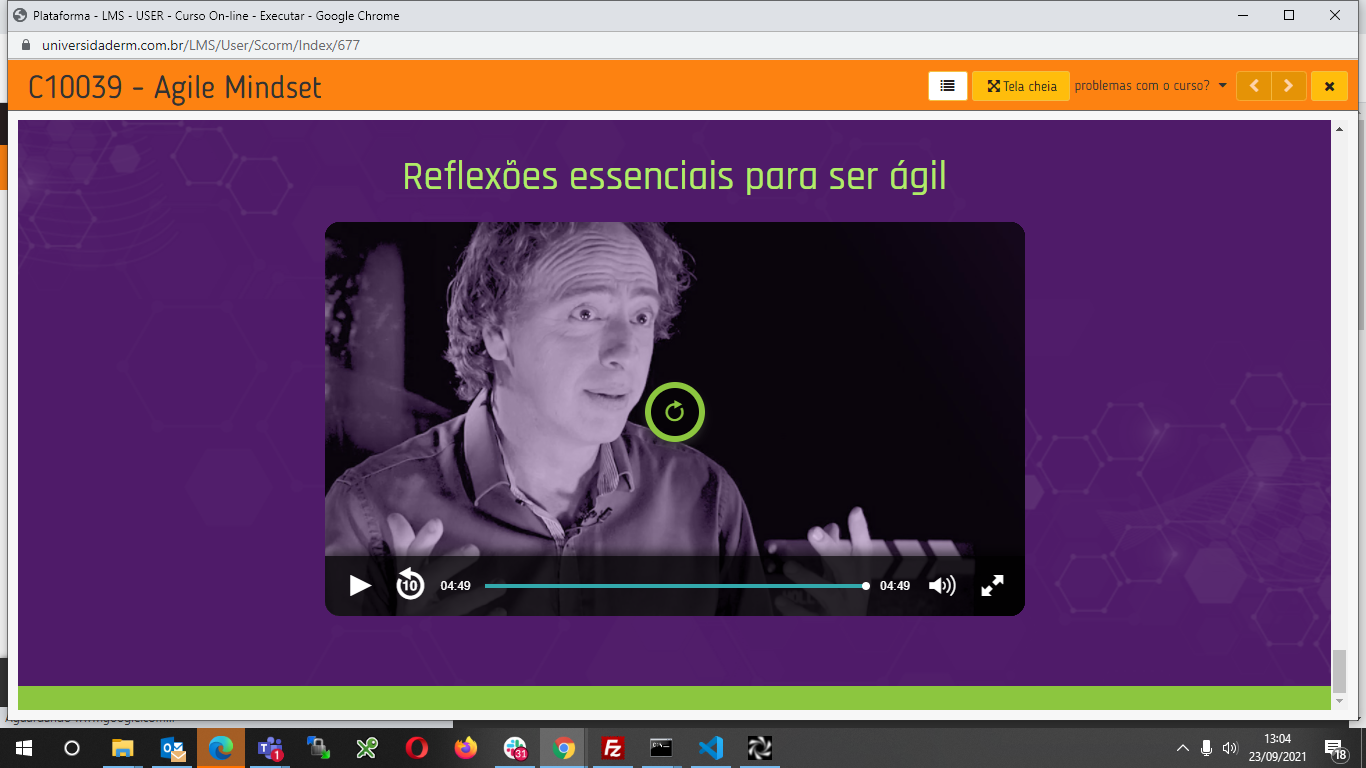 Plataforma - LMS - USER - Curso On-line - Executar - Google Chrome
universidaderm.com.br/LMS/User/Scorm/Index/677
C10039 - Agile Mindset
Tela cheia
problemas com o curso?
Reflexões essenciais para ser ágil
10
04:49
04:49
1
31
13:04
23/09/2021
18